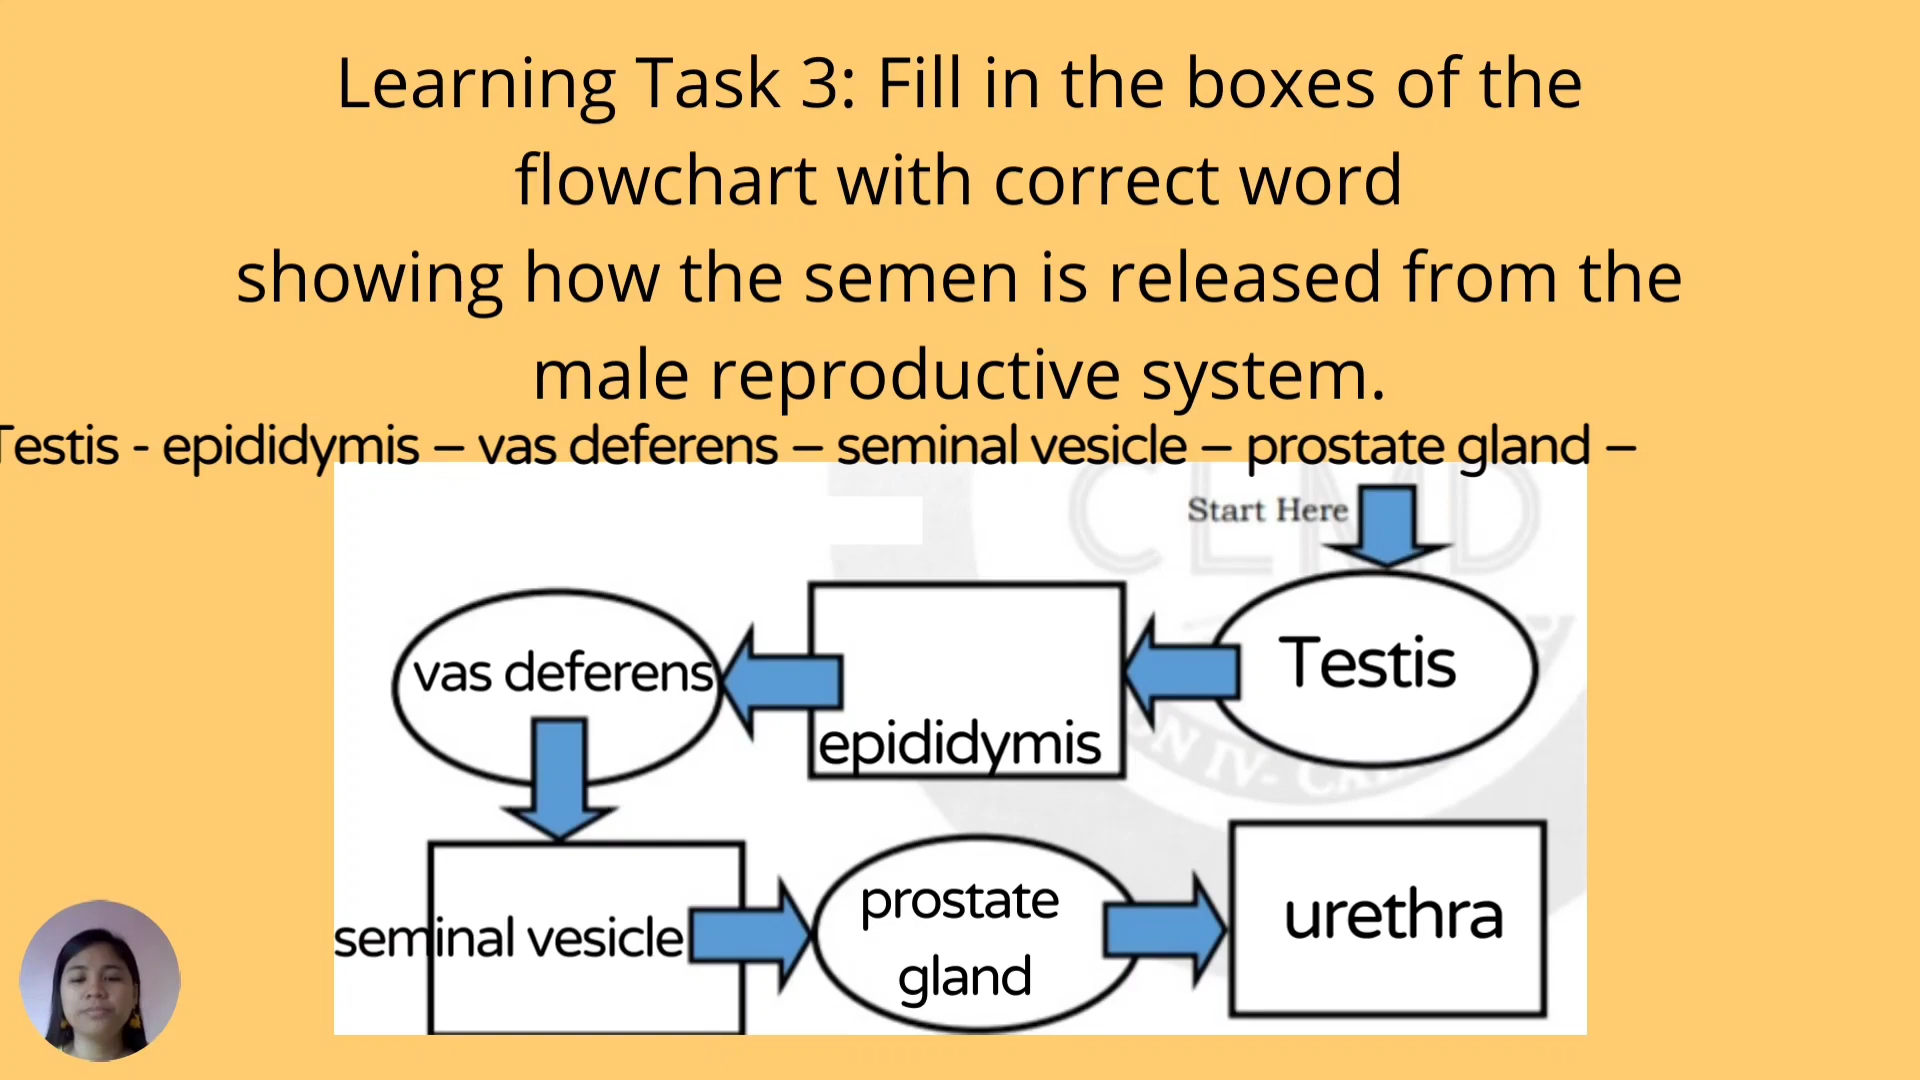 Learning Task 3: Fill in the boxes of the
flowchart with correct word
showing how the semen is released from the
male reproductive system.
Testis - epididymis – vas deferens – seminal vesicle – prostate gland –
Start Here
vas deferens
epididymis
Testis
seminal vesicle
prostate
gland
urethra
CLMD